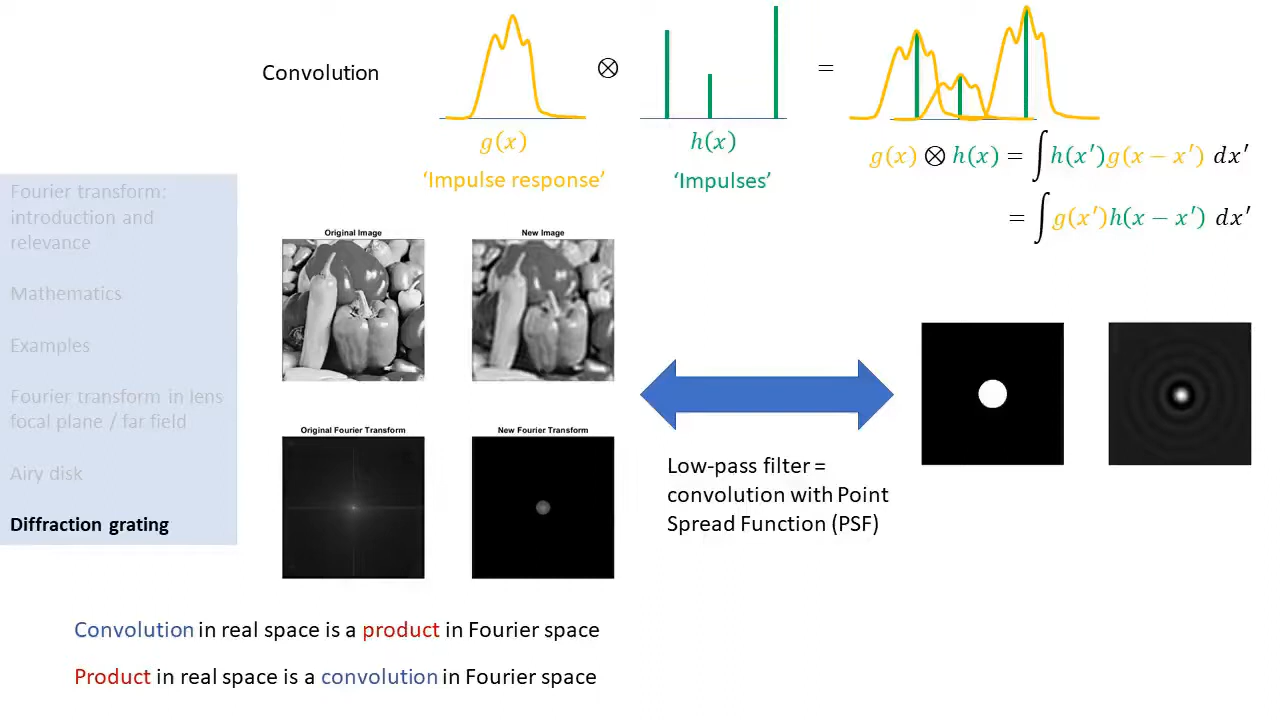 Convolution
⊗
=
g(x)
h(x)
g(x) ⊗ h(x) = ∫ h(x′)g(x − x′) dx′
'Impulse response'
'Impulses'
= ∫ g(x′)h(x − x′) dx′
Fourier transform:
introduction and
relevance
Mathematics
Examples
Fourier transform in lens
focal plane / far field
Airy disk
Diffraction grating
Original Image
New Image
Original Fourier Transform
New Fourier Transform
Low-pass filter =
convolution with Point
Spread Function (PSF)
Convolution in real space is a product in Fourier space
Product in real space is a convolution in Fourier space